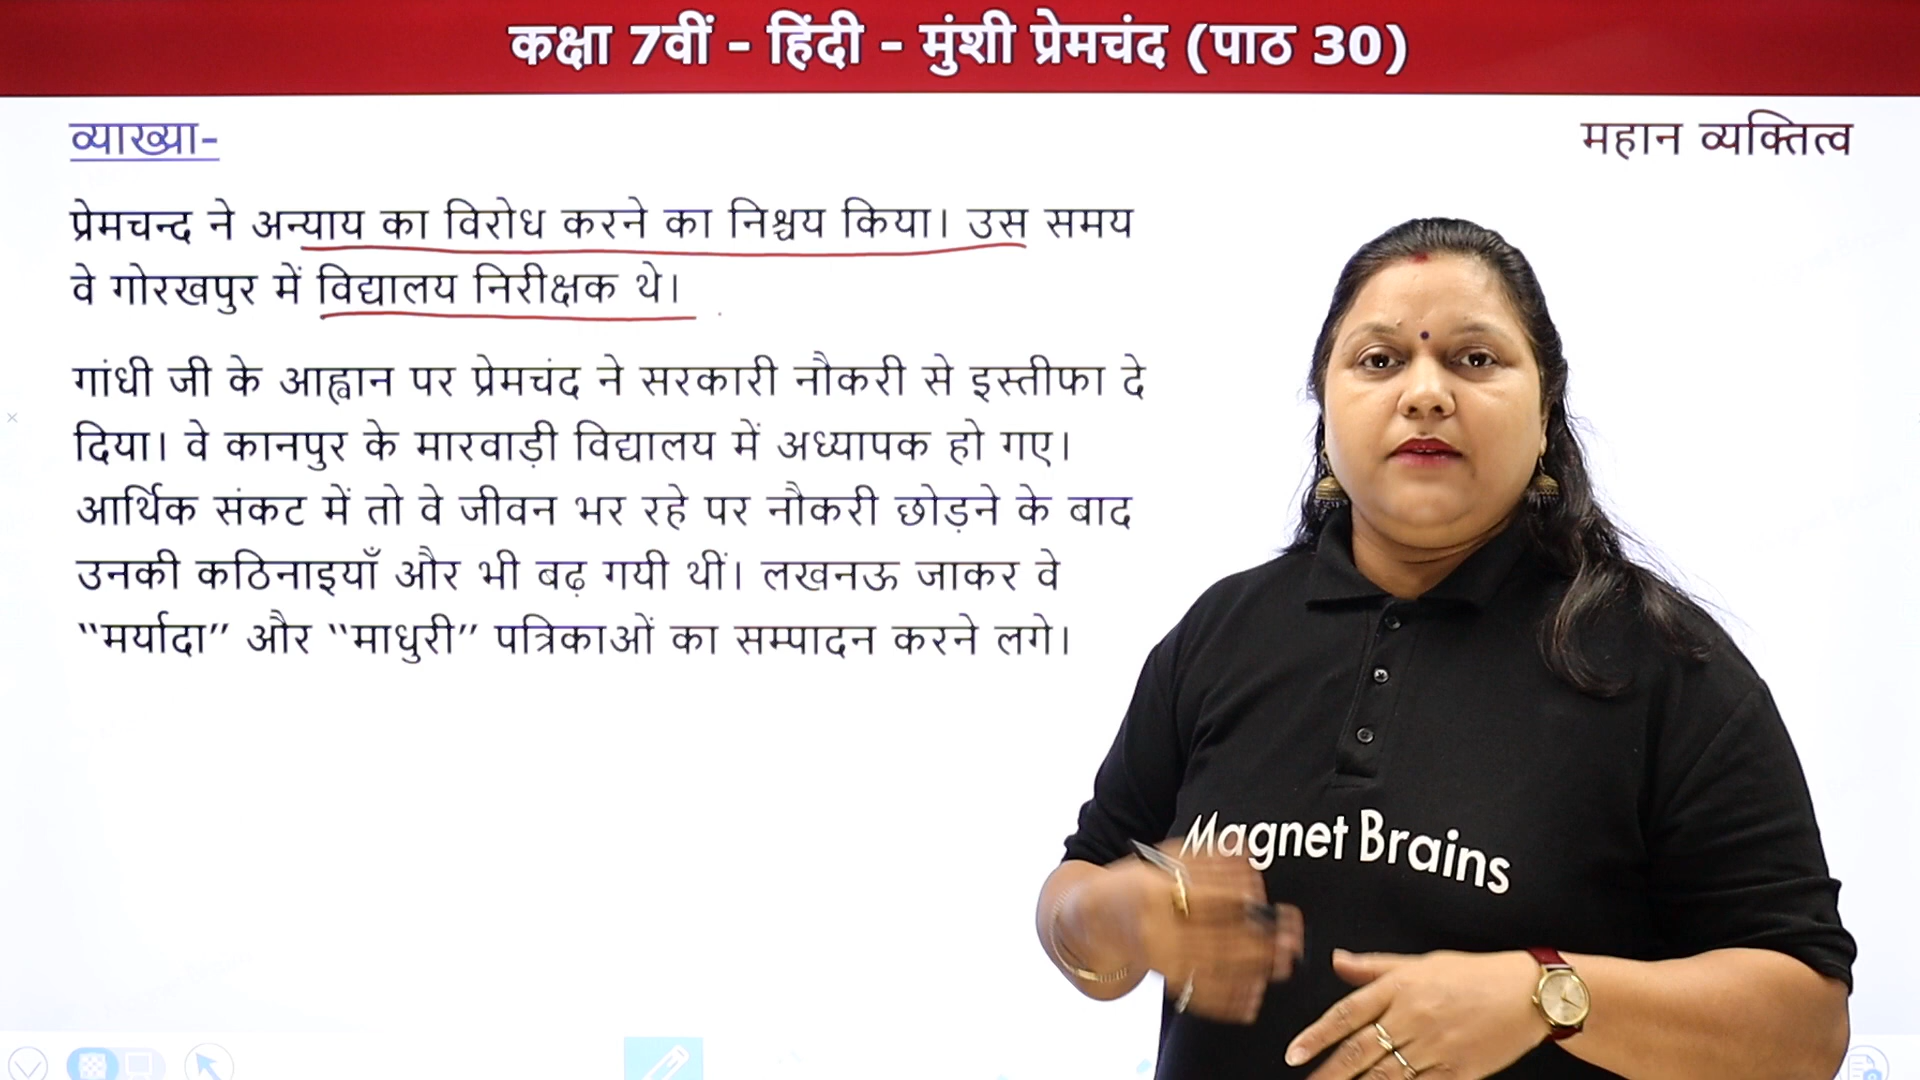 कक्षा 7वीं - हिंदी - मुंशी प्रेमचंद (पाठ 30)
व्याख्या-
महान व्यक्तित्व
प्रेमचन्द ने अन्याय का विरोध करने का निश्चय किया। उस समय
वे गोरखपुर में विद्यालय निरीक्षक थे।
गांधी जी के आह्वान पर प्रेमचंद ने सरकारी नौकरी से इस्तीफा दे
दिया। वे कानपुर के मारवाड़ी विद्यालय में अध्यापक हो गए।
आर्थिक संकट में तो वे जीवन भर रहे पर नौकरी छोड़ने के बाद
उनकी कठिनाइयाँ और भी बढ़ गयी थीं। लखनऊ जाकर वे
“मर्यादा” और “माधुरी” पत्रिकाओं का सम्पादन करने लगे।
Magnet Brains